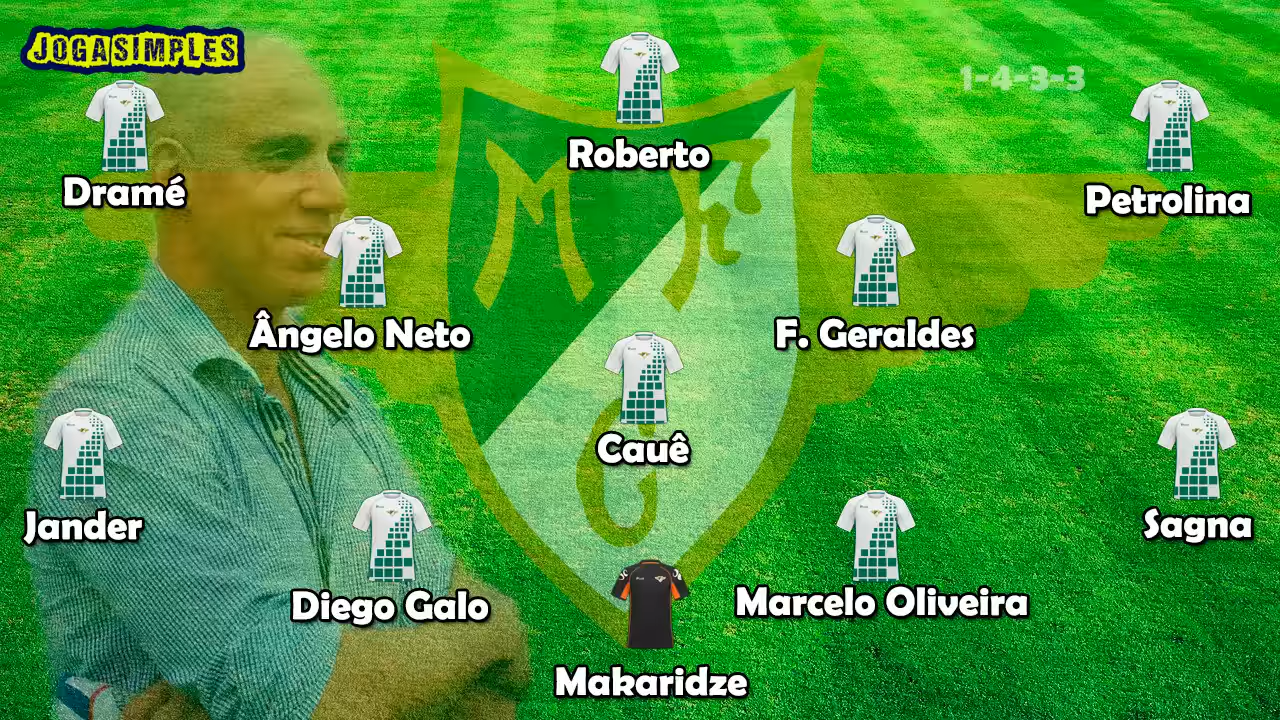 JOGASIMPLES
1-4-3-3
Roberto
Dramé
Petrolina
Ângelo Neto
F. Geraldes
Cauê
Jander
Sagna
Diego Galo
Marcelo Oliveira
Makaridze